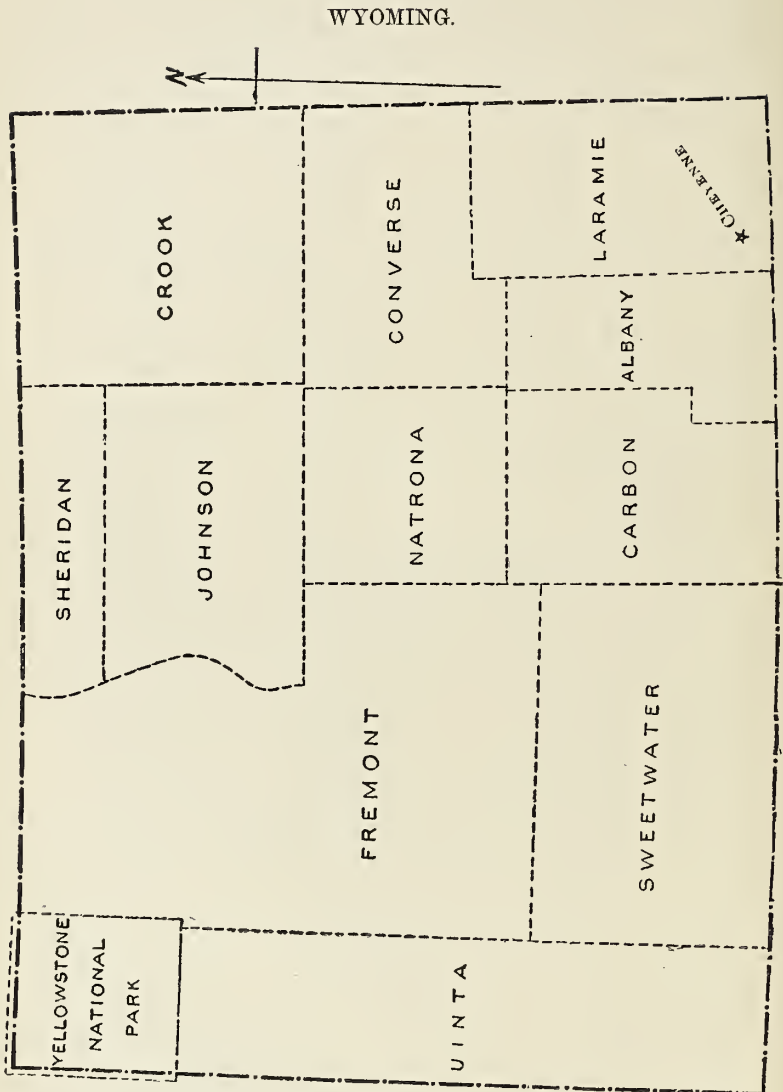 WYOMING.
N
CROOK
CONVERSE
LARAMIE
CHEYENNE
ALBANY
SHERIDAN
JOHNSON
NATRONA
CARBON
FREMONT
SWEETWATER
YELLOWSTONE
NATIONAL
PARK
UINTA